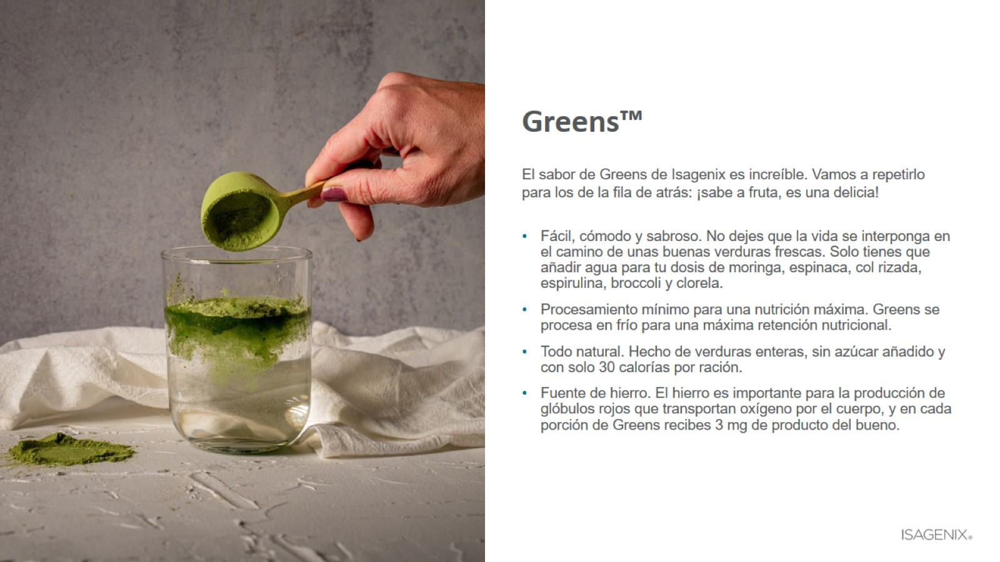 Greens™
El sabor de Greens de Isagenix es increíble. Vamos a repetirlo
para los de la fila de atrás: ¡sabe a fruta, es una delicia!
• Fácil, cómodo y sabroso. No dejes que la vida se interponga en
el camino de unas buenas verduras frescas. Solo tienes que
añadir agua para tu dosis de moringa, espinaca, col rizada,
espirulina, broccoli y clorela.
• Procesamiento mínimo para una nutrición máxima. Greens se
procesa en frío para una máxima retención nutricional.
• Todo natural. Hecho de verduras enteras, sin azúcar añadido y
con solo 30 calorías por ración.
• Fuente de hierro. El hierro es importante para la producción de
glóbulos rojos que transportan oxígeno por el cuerpo, y en cada
porción de Greens recibes 3 mg de producto del bueno.
ISAGENIX®